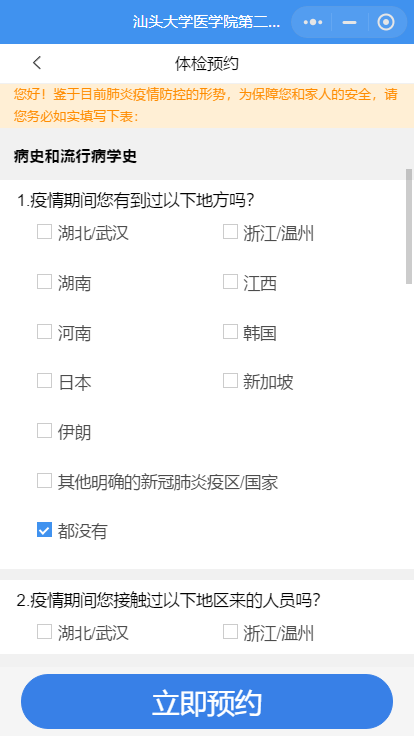 汕头大学医学院第二...
体检预约
您好！鉴于目前肺炎疫情防控的形势，为保障您和家人的安全，请
您务必如实填写下表：
病史和流行病学史
1.疫情期间您有到过以下地方吗？
湖北/武汉 浙江/温州
湖南 江西
河南 韩国
日本 新加坡
伊朗
其他明确的新冠肺炎疫区/国家
都没有
2.疫情期间您接触过以下地区来的人员吗？
湖北/武汉 浙江/温州
立即预约